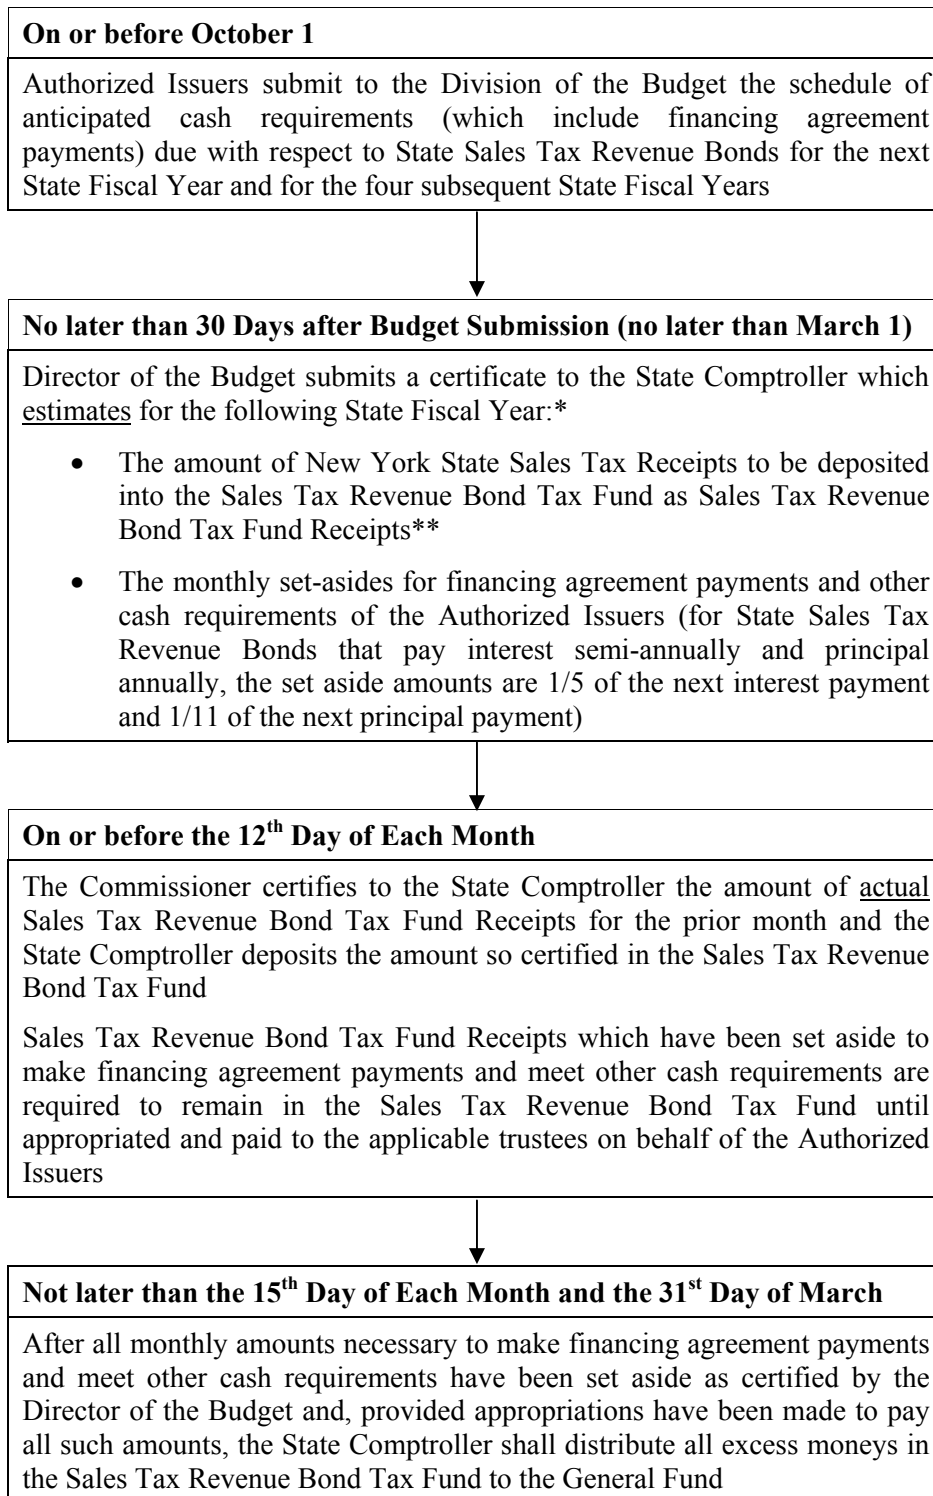 On or before October 1
Authorized Issuers submit to the Division of the Budget the schedule of
anticipated cash requirements (which include financing agreement
payments) due with respect to State Sales Tax Revenue Bonds for the next
State Fiscal Year and for the four subsequent State Fiscal Years
No later than 30 Days after Budget Submission (no later than March 1)
Director of the Budget submits a certificate to the State Comptroller which
estimates for the following State Fiscal Year:*
• The amount of New York State Sales Tax Receipts to be deposited
into the Sales Tax Revenue Bond Tax Fund as Sales Tax Revenue
Bond Tax Fund Receipts**
• The monthly set-asides for financing agreement payments and other
cash requirements of the Authorized Issuers (for State Sales Tax
Revenue Bonds that pay interest semi-annually and principal
annually, the set aside amounts are 1/5 of the next interest payment
and 1/11 of the next principal payment)
On or before the 12th Day of Each Month
The Commissioner certifies to the State Comptroller the amount of actual
Sales Tax Revenue Bond Tax Fund Receipts for the prior month and the
State Comptroller deposits the amount so certified in the Sales Tax Revenue
Bond Tax Fund
Sales Tax Revenue Bond Tax Fund Receipts which have been set aside to
make financing agreement payments and meet other cash requirements are
required to remain in the Sales Tax Revenue Bond Tax Fund until
appropriated and paid to the applicable trustees on behalf of the Authorized
Issuers
Not later than the 15th Day of Each Month and the 31st Day of March
After all monthly amounts necessary to make financing agreement payments
and meet other cash requirements have been set aside as certified by the
Director of the Budget and, provided appropriations have been made to pay
all such amounts, the State Comptroller shall distribute all excess moneys in
the Sales Tax Revenue Bond Tax Fund to the General Fund